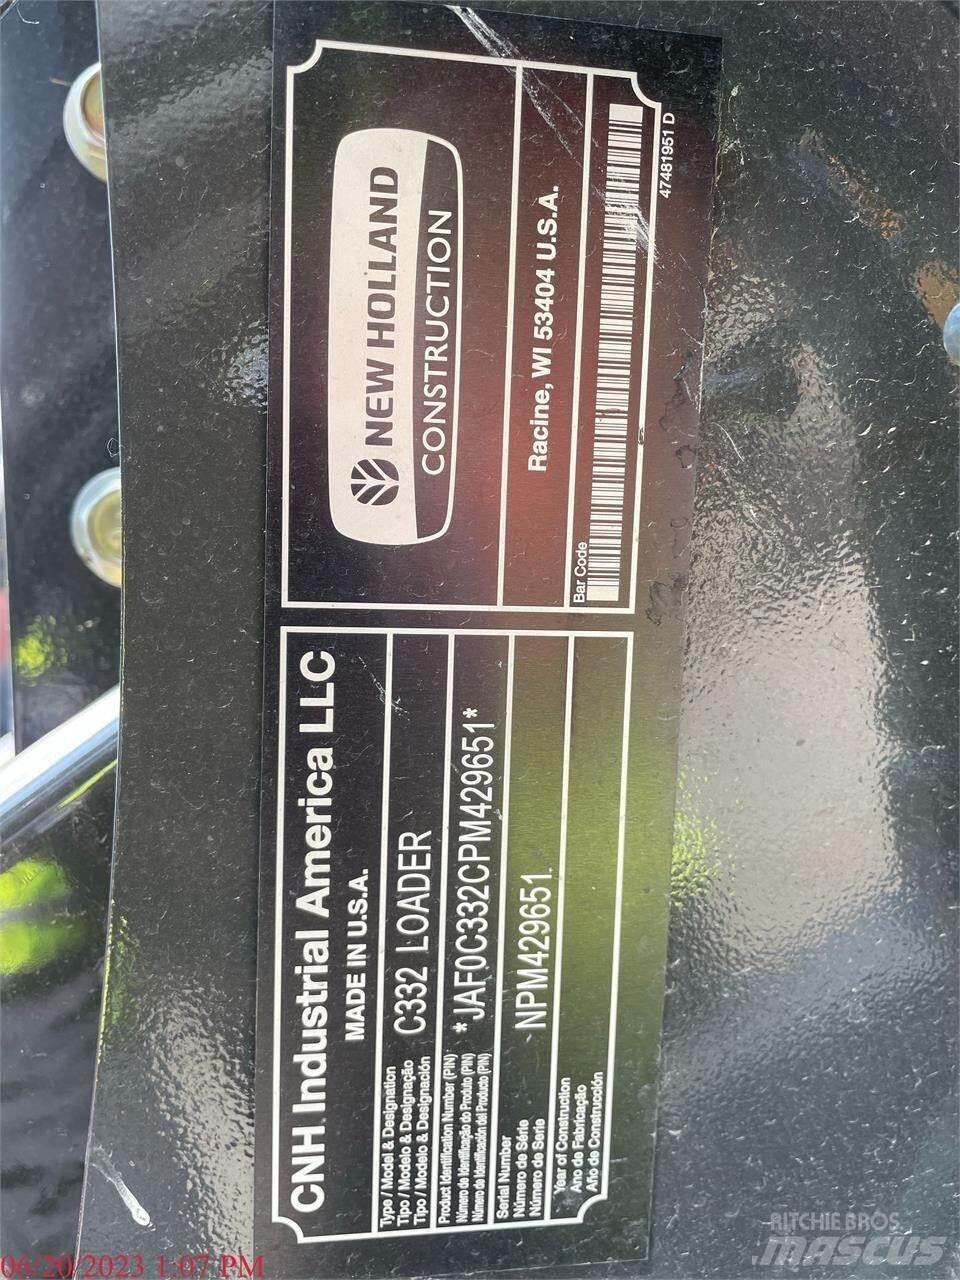 CNH Industrial America LLC
MADE IN U.S.A.
Type / Model & Designation
Tipo / Modelo & Designação
Tipo / Modelo & Designación
C332 LOADER
Product Identification Number (PIN)
Número de Identificação do Produto (PIN)
Número de Identificación del Producto (PIN)
*JAF0C332CPM429651*
Serial Number
Número de Série
Número de Serie
NPM429651
Year of Construction
Ano de Fabricação
Año de Construcción
NEW HOLLAND
CONSTRUCTION
Racine, WI 53404 U.S.A.
Bar Code
47481951 D
06/20/2023 1:07 PM
RITCHIE BROS.
MASCUS